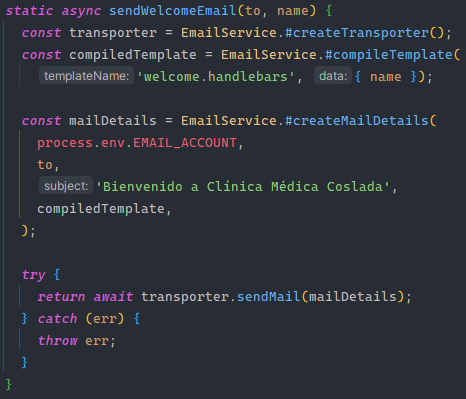 static async sendWelcomeEmail(to, name) {
const transporter = EmailService.#createTransporter();
const compiledTemplate = EmailService.#compileTemplate(
templateName: 'welcome.handlebars', data: { name });
const mailDetails = EmailService.#createMailDetails(
process.env.EMAIL_ACCOUNT,
to,
subject: 'Bienvenido a Clínica Médica Coslada',
compiledTemplate,
);
try {
return await transporter.sendMail(mailDetails);
} catch (err) {
throw err;
}
}